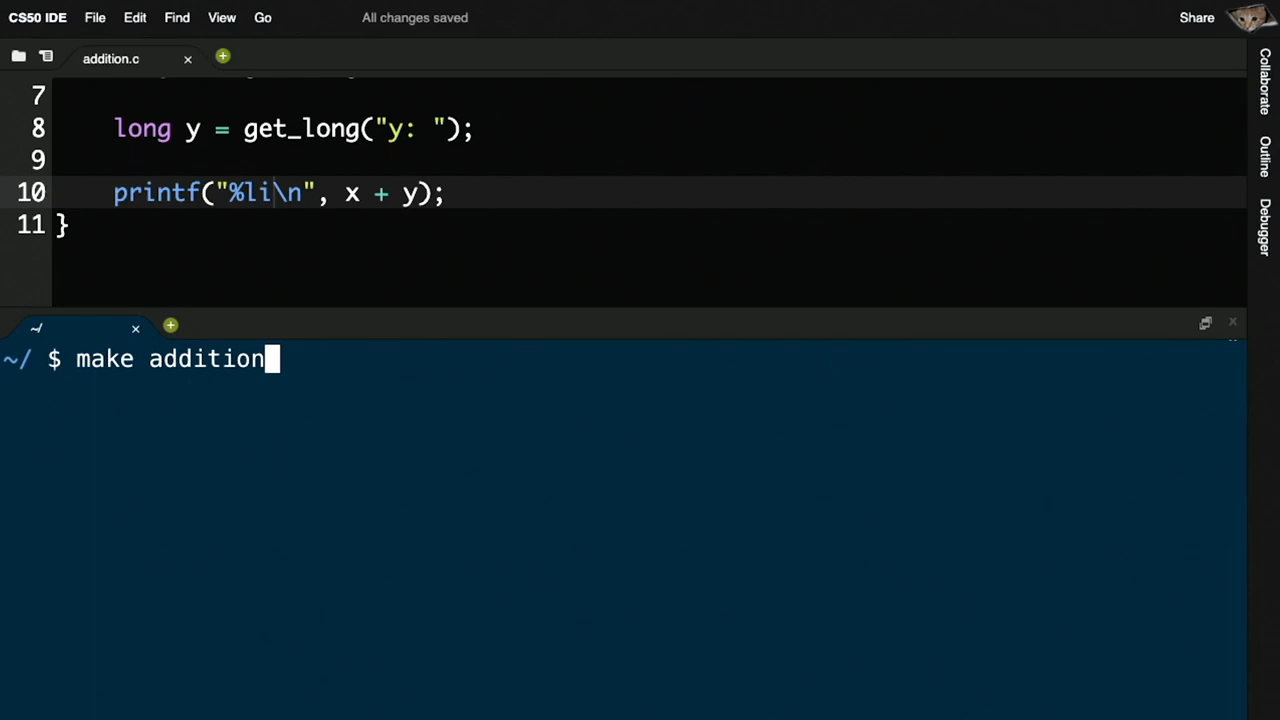 CS50 IDE File Edit Find View Go All changes saved Share
addition.c
7
8 long y = get_long("y: ");
9
10 printf("%li\n", x + y);
11 }
~/
~/ $ make addition
Collaborate
Outline
Debugger